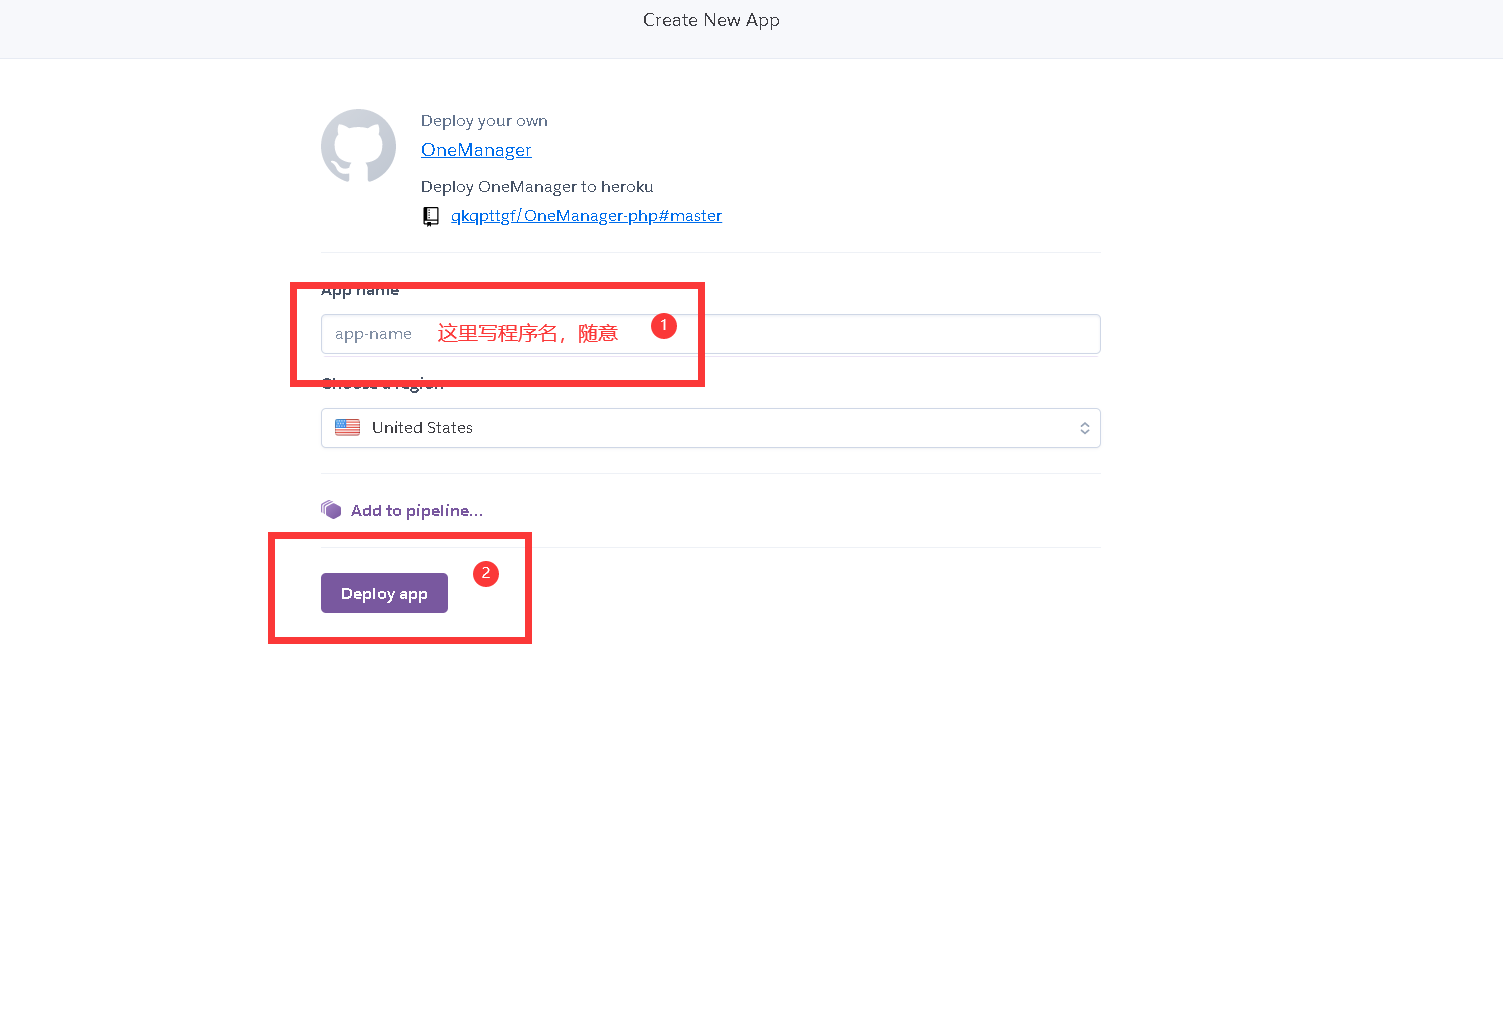 Create New App
Deploy your own
OneManager
Deploy OneManager to heroku
qkqpttgf/OneManager-php#master
App name
app-name 这里写程序名，随意 1
Choose a region
United States
Add to pipeline...
2
Deploy app